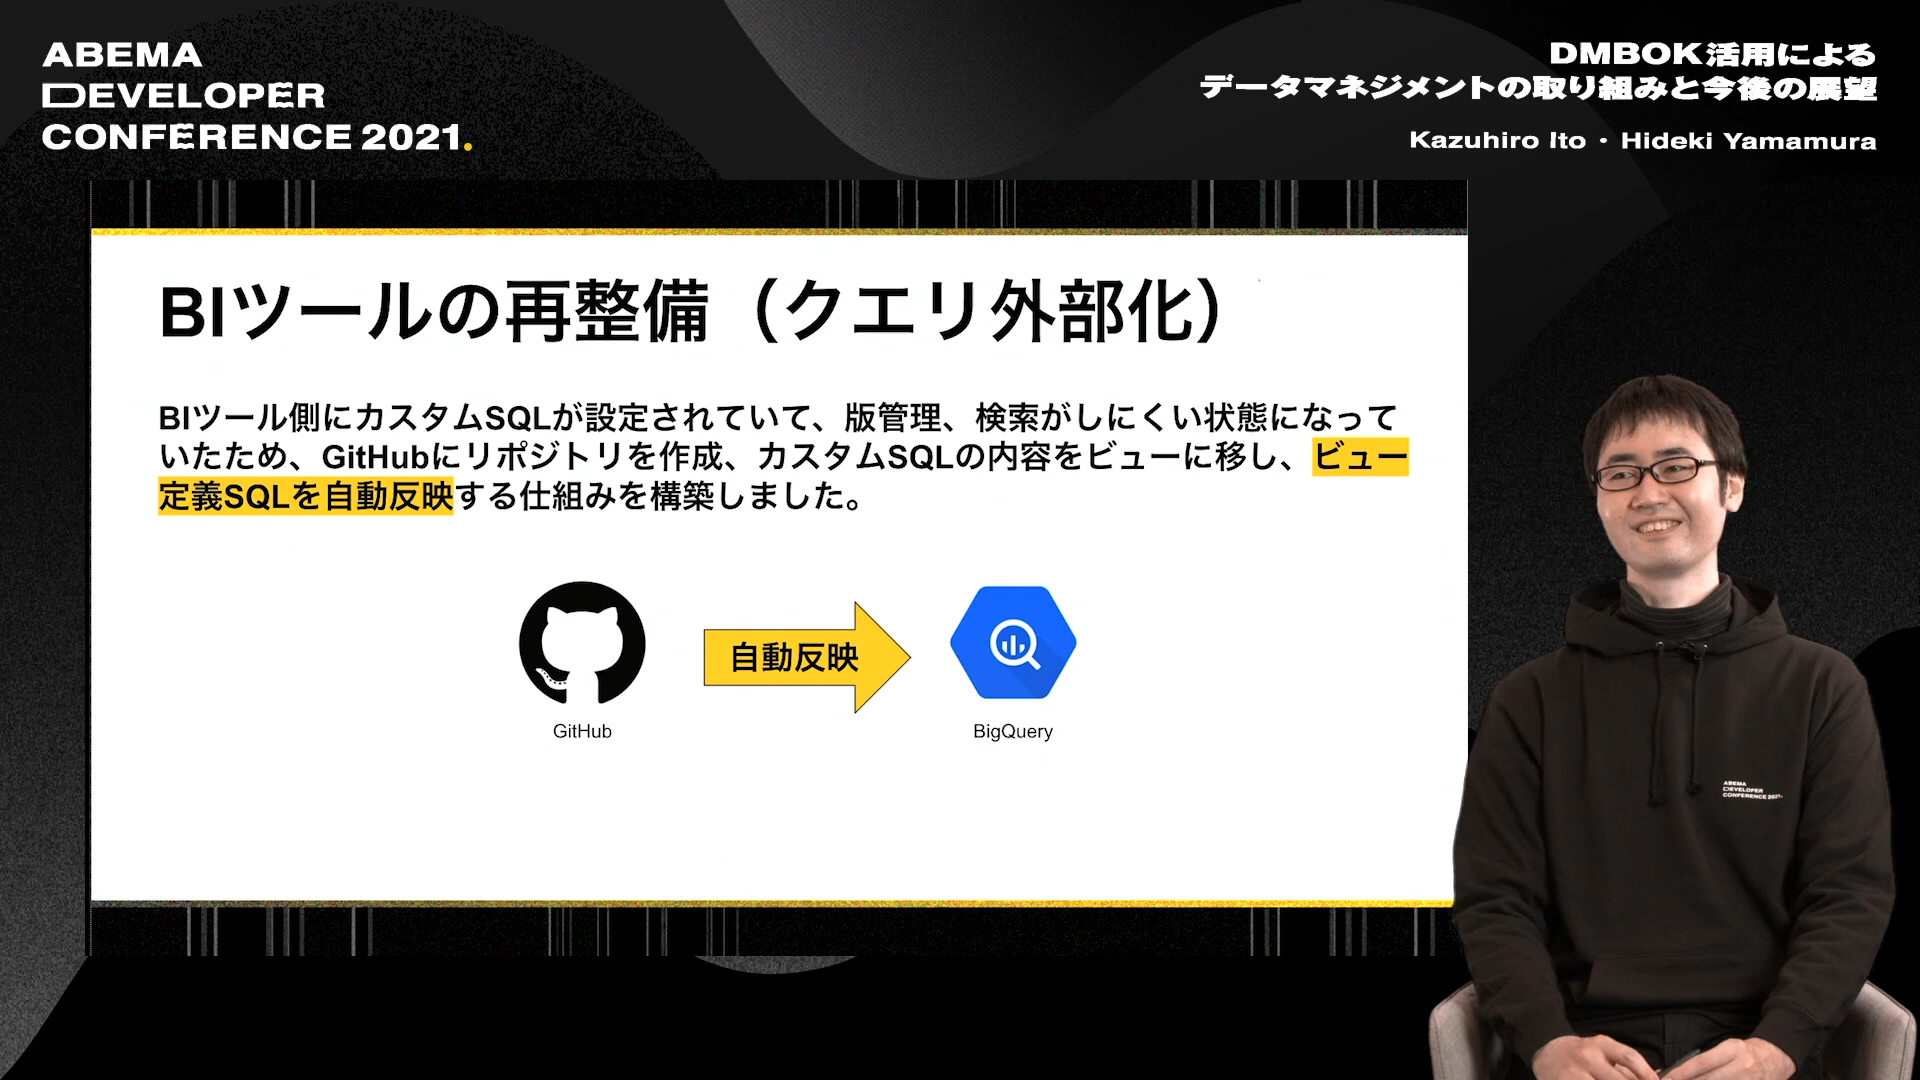 ABEMA
DEVELOPER
CONFERENCE 2021.
DMBOK活用による
データマネジメントの取り組みと今後の展望
Kazuhiro Ito・Hideki Yamamura
BIツールの再整備（クエリ外部化）
BIツール側にカスタムSQLが設定されていて、版管理、検索がしにくい状態になって
いたため、GitHubにリポジトリを作成、カスタムSQLの内容をビューに移し、ビュー
定義SQLを自動反映する仕組みを構築しました。
自動反映
GitHub
BigQuery
ABEMA
DEVELOPER
CONFERENCE 2021.